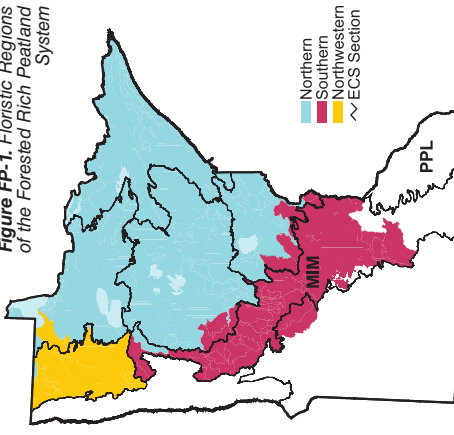 Figure FP-1. Floristic Regions
of the Forested Rich Peatland
System
Northern
Southern
Northwestern
ECS Section
MIM
PPL